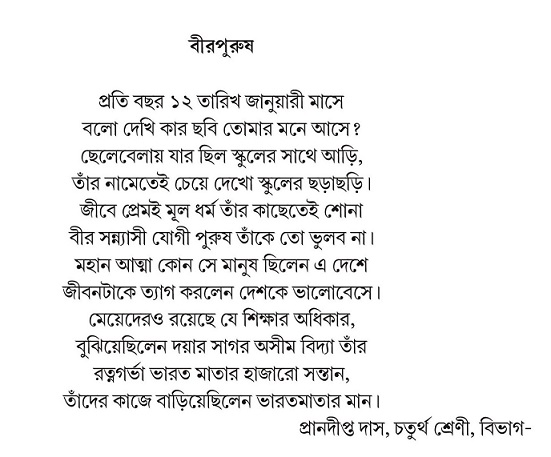 বীরপুরুষ
প্রতি বছর ১২ তারিখ জানুয়ারী মাসে
বলো দেখি কার ছবি তোমার মনে আসে?
ছেলেবেলায় যার ছিল স্কুলের সাথে আড়ি,
তাঁর নামেতেই চেয়ে দেখো স্কুলের ছড়াছড়ি।
জীবে প্রেমই মূল ধর্ম তাঁর কাছেতেই শোনা
বীর সন্ন্যাসী যোগী পুরুষ তাঁকে তো ভুলব না।
মহান আত্মা কোন সে মানুষ ছিলেন এ দেশে
জীবনটাকে ত্যাগ করলেন দেশকে ভালোবেসে।
মেয়েদেরও রয়েছে যে শিক্ষার অধিকার,
বুঝিয়েছিলেন দয়ার সাগর অসীম বিদ্যা তাঁর
রত্নগর্ভা ভারত মাতার হাজারো সন্তান,
তাঁদের কাজে বাড়িয়েছিলেন ভারতমাতার মান।
প্রানদীপ্ত দাস, চতুর্থ শ্রেণী, বিভাগ-